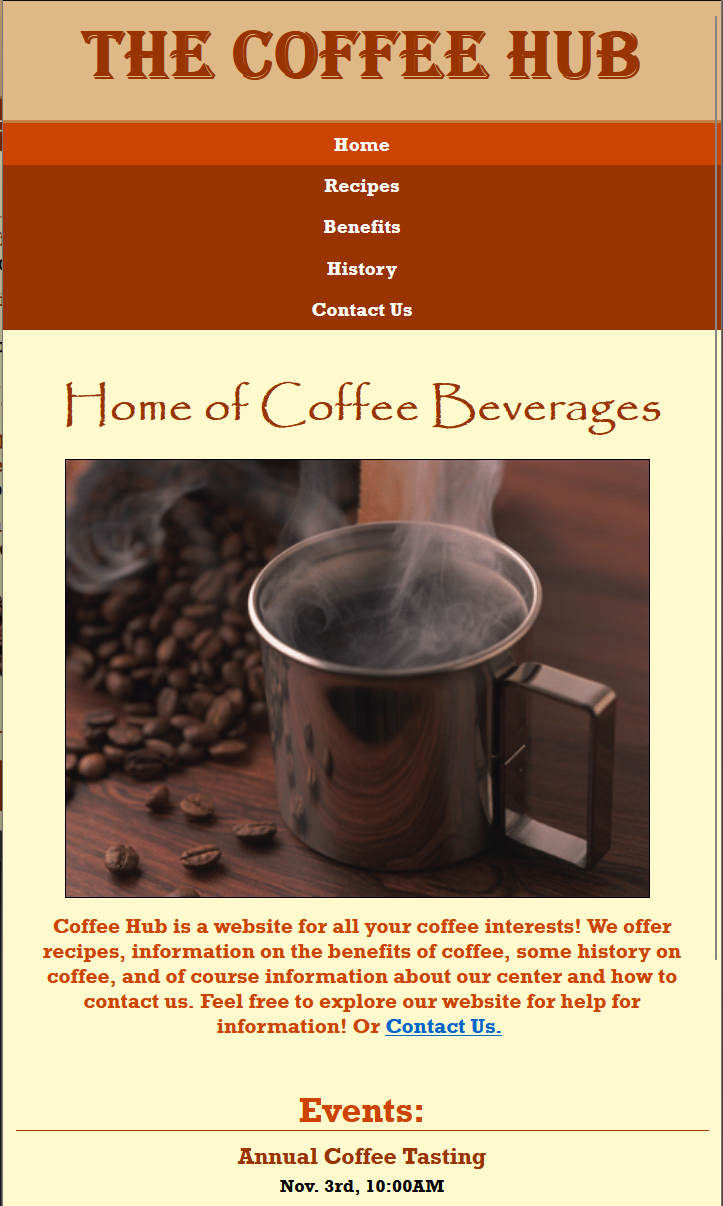 THE COFFEE HUB
Home
Recipes
Benefits
History
Contact Us
Home of Coffee Beverages
Coffee Hub is a website for all your coffee interests! We offer
recipes, information on the benefits of coffee, some history on
coffee, and of course information about our center and how to
contact us. Feel free to explore our website for help for
information! Or Contact Us.
Events:
Annual Coffee Tasting
Nov. 3rd, 10:00AM